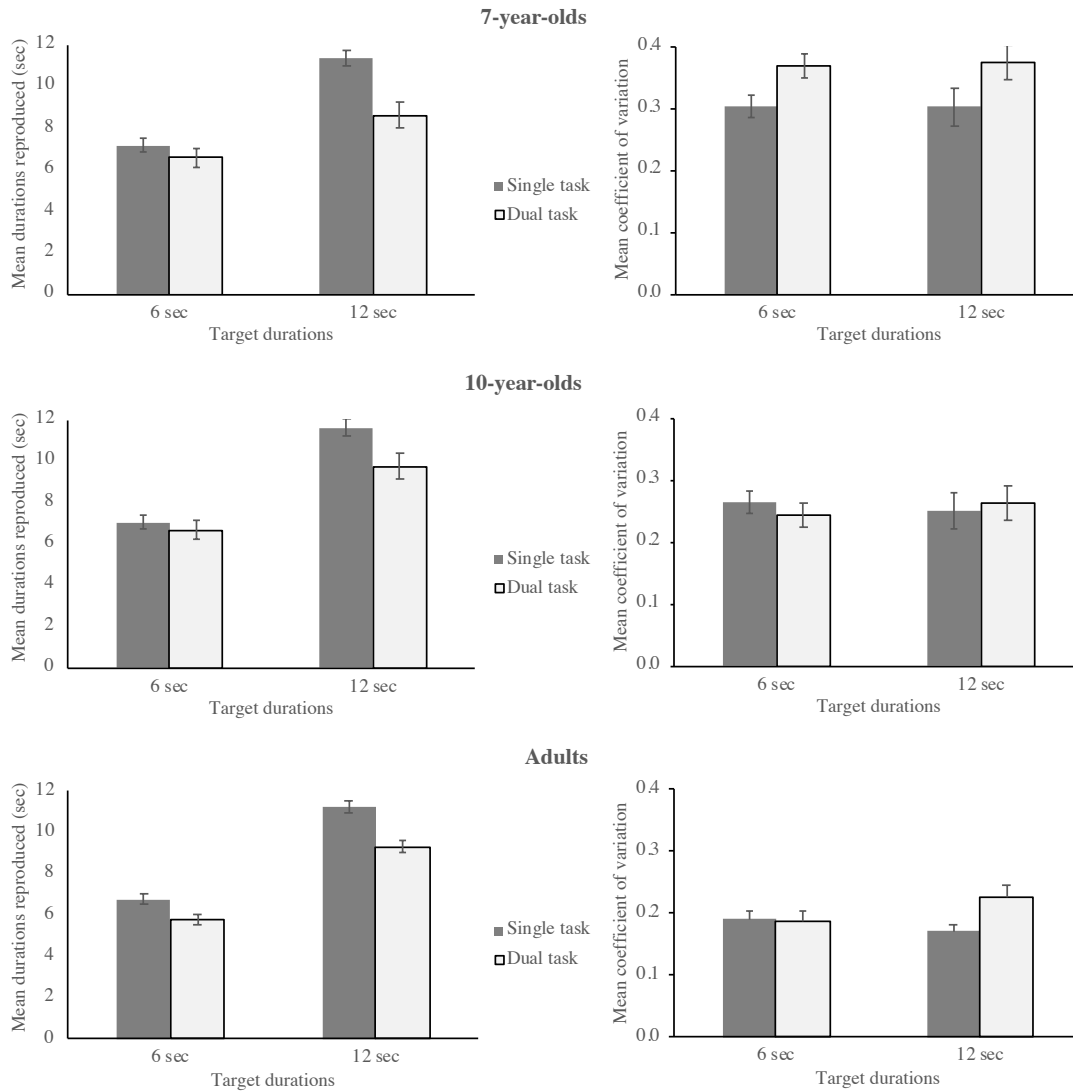 7-year-olds
Mean durations reproduced (sec)
12
10
8
6
4
2
0
6 sec
12 sec
Target durations
Single task
Dual task
Mean coefficient of variation
0.4
0.3
0.2
0.1
0.0
6 sec
12 sec
Target durations
10-year-olds
Mean durations reproduced (sec)
12
10
8
6
4
2
0
6 sec
12 sec
Target durations
Single task
Dual task
Mean coefficient of variation
0.4
0.3
0.2
0.1
0.0
6 sec
12 sec
Target durations
Adults
Mean durations reproduced (sec)
12
10
8
6
4
2
0
6 sec
12 sec
Target durations
Single task
Dual task
Mean coefficient of variation
0.4
0.3
0.2
0.1
0.0
6 sec
12 sec
Target durations